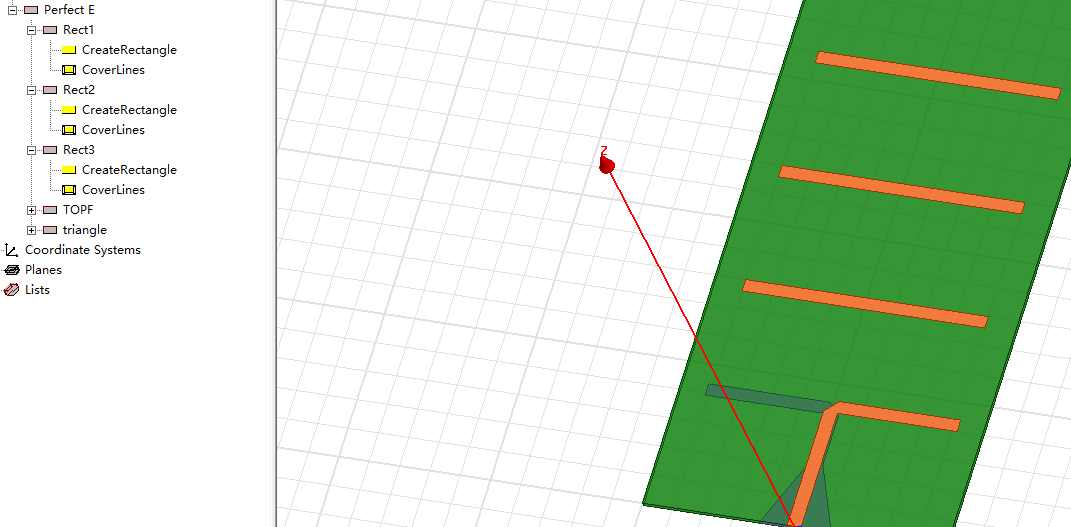 Perfect E
Rect1
CreateRectangle
CoverLines
Rect2
CreateRectangle
CoverLines
Rect3
CreateRectangle
CoverLines
TOPF
triangle
Coordinate Systems
Planes
Lists
Z